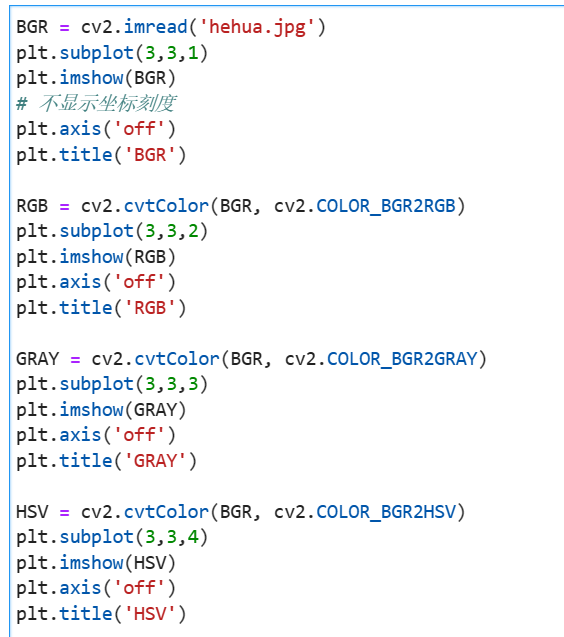 BGR = cv2.imread('hehua.jpg')
plt.subplot(3,3,1)
plt.imshow(BGR)
# 不显示坐标刻度
plt.axis('off')
plt.title('BGR')

RGB = cv2.cvtColor(BGR, cv2.COLOR_BGR2RGB)
plt.subplot(3,3,2)
plt.imshow(RGB)
plt.axis('off')
plt.title('RGB')

GRAY = cv2.cvtColor(BGR, cv2.COLOR_BGR2GRAY)
plt.subplot(3,3,3)
plt.imshow(GRAY)
plt.axis('off')
plt.title('GRAY')

HSV = cv2.cvtColor(BGR, cv2.COLOR_BGR2HSV)
plt.subplot(3,3,4)
plt.imshow(HSV)
plt.axis('off')
plt.title('HSV')